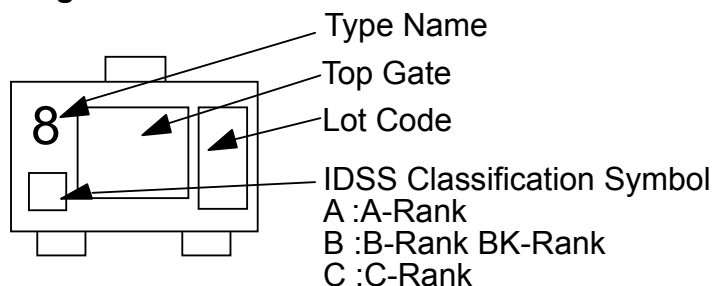 Type Name
8
Top Gate
Lot Code
IDSS Classification Symbol
A :A-Rank
B :B-Rank BK-Rank
C :C-Rank